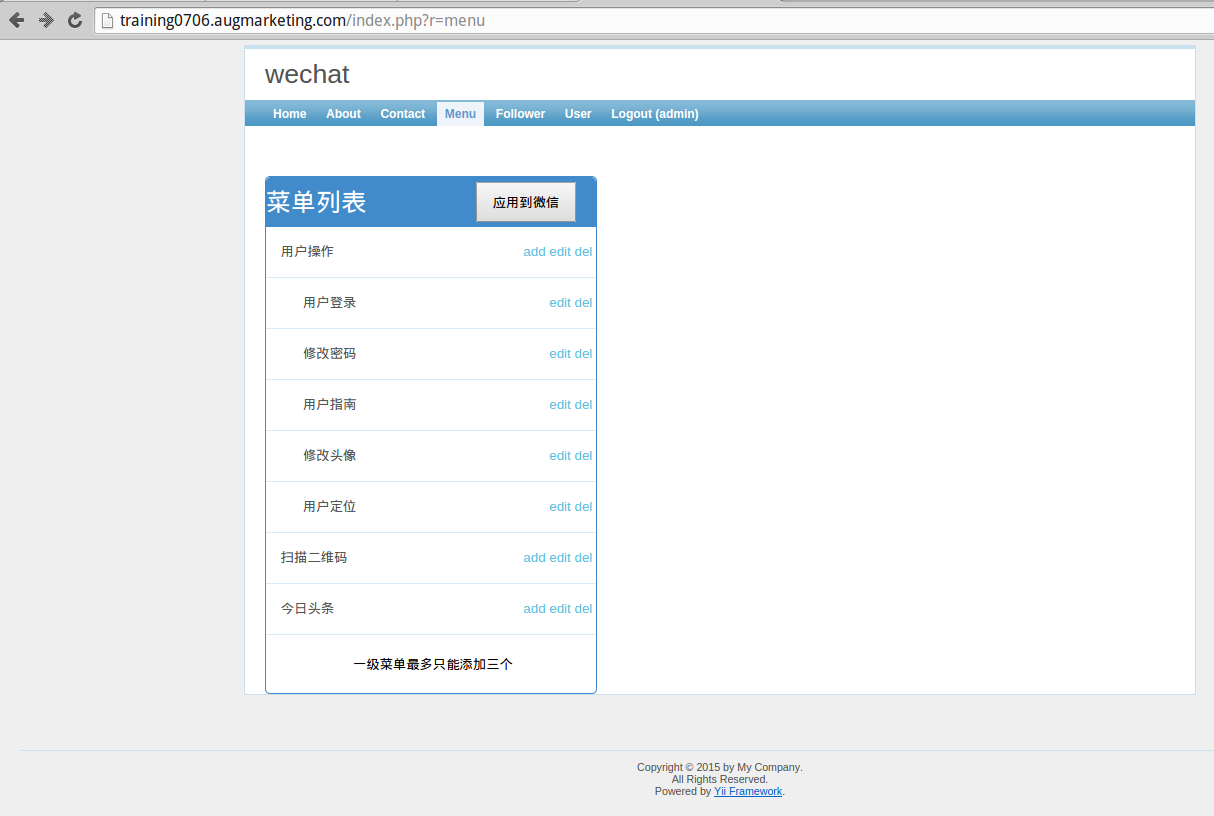 training0706.augmarketing.com/index.php?r=menu
wechat
Home About Contact Menu Follower User Logout (admin)
菜单列表 应用到微信
用户操作 add edit del
用户登录 edit del
修改密码 edit del
用户指南 edit del
修改头像 edit del
用户定位 edit del
扫描二维码 add edit del
今日头条 add edit del
一级菜单最多只能添加三个
Copyright © 2015 by My Company.
All Rights Reserved.
Powered by Yii Framework.